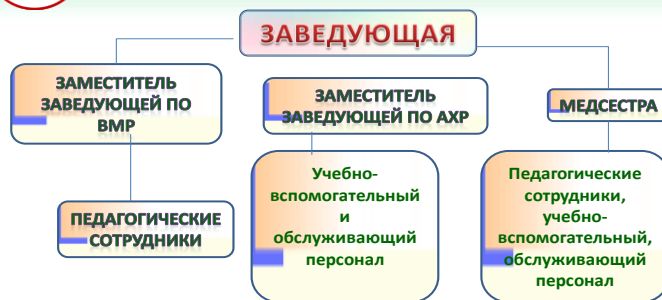 ЗАВЕДУЮЩАЯ
ЗАМЕСТИТЕЛЬ
ЗАВЕДУЮЩЕЙ ПО
ВМР
ЗАМЕСТИТЕЛЬ
ЗАВЕДУЮЩЕЙ ПО АХР
МЕДСЕСТРА
ПЕДАГОГИЧЕСКИЕ
СОТРУДНИКИ
Учебно-
вспомогательный
и
обслуживающий
персонал
Педагогические
сотрудники,
учебно-
вспомогательный,
обслуживающий
персонал